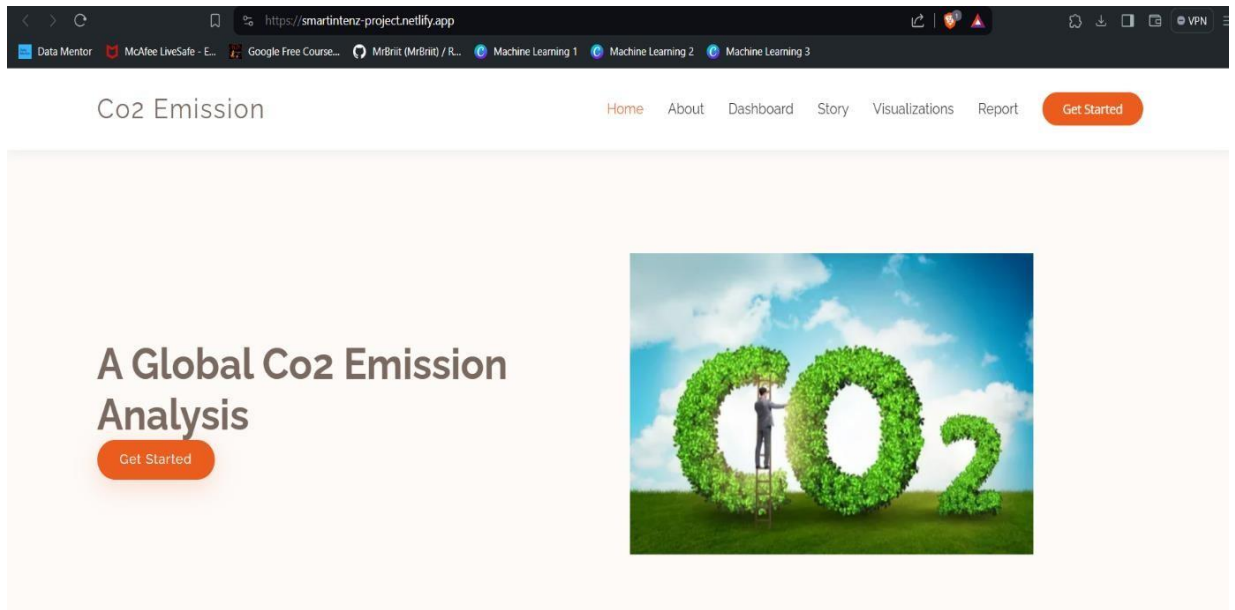 https://smartintenz-project.netlify.app
VPN
Data Mentor McAfee LiveSafe - E... Google Free Course... MrBriit (MrBriit) / R... Machine Learning 1 Machine Learning 2 Machine Learning 3
Co2 Emission Home About Dashboard Story Visualizations Report Get Started
A Global Co2 Emission
Analysis
Get Started
CO2